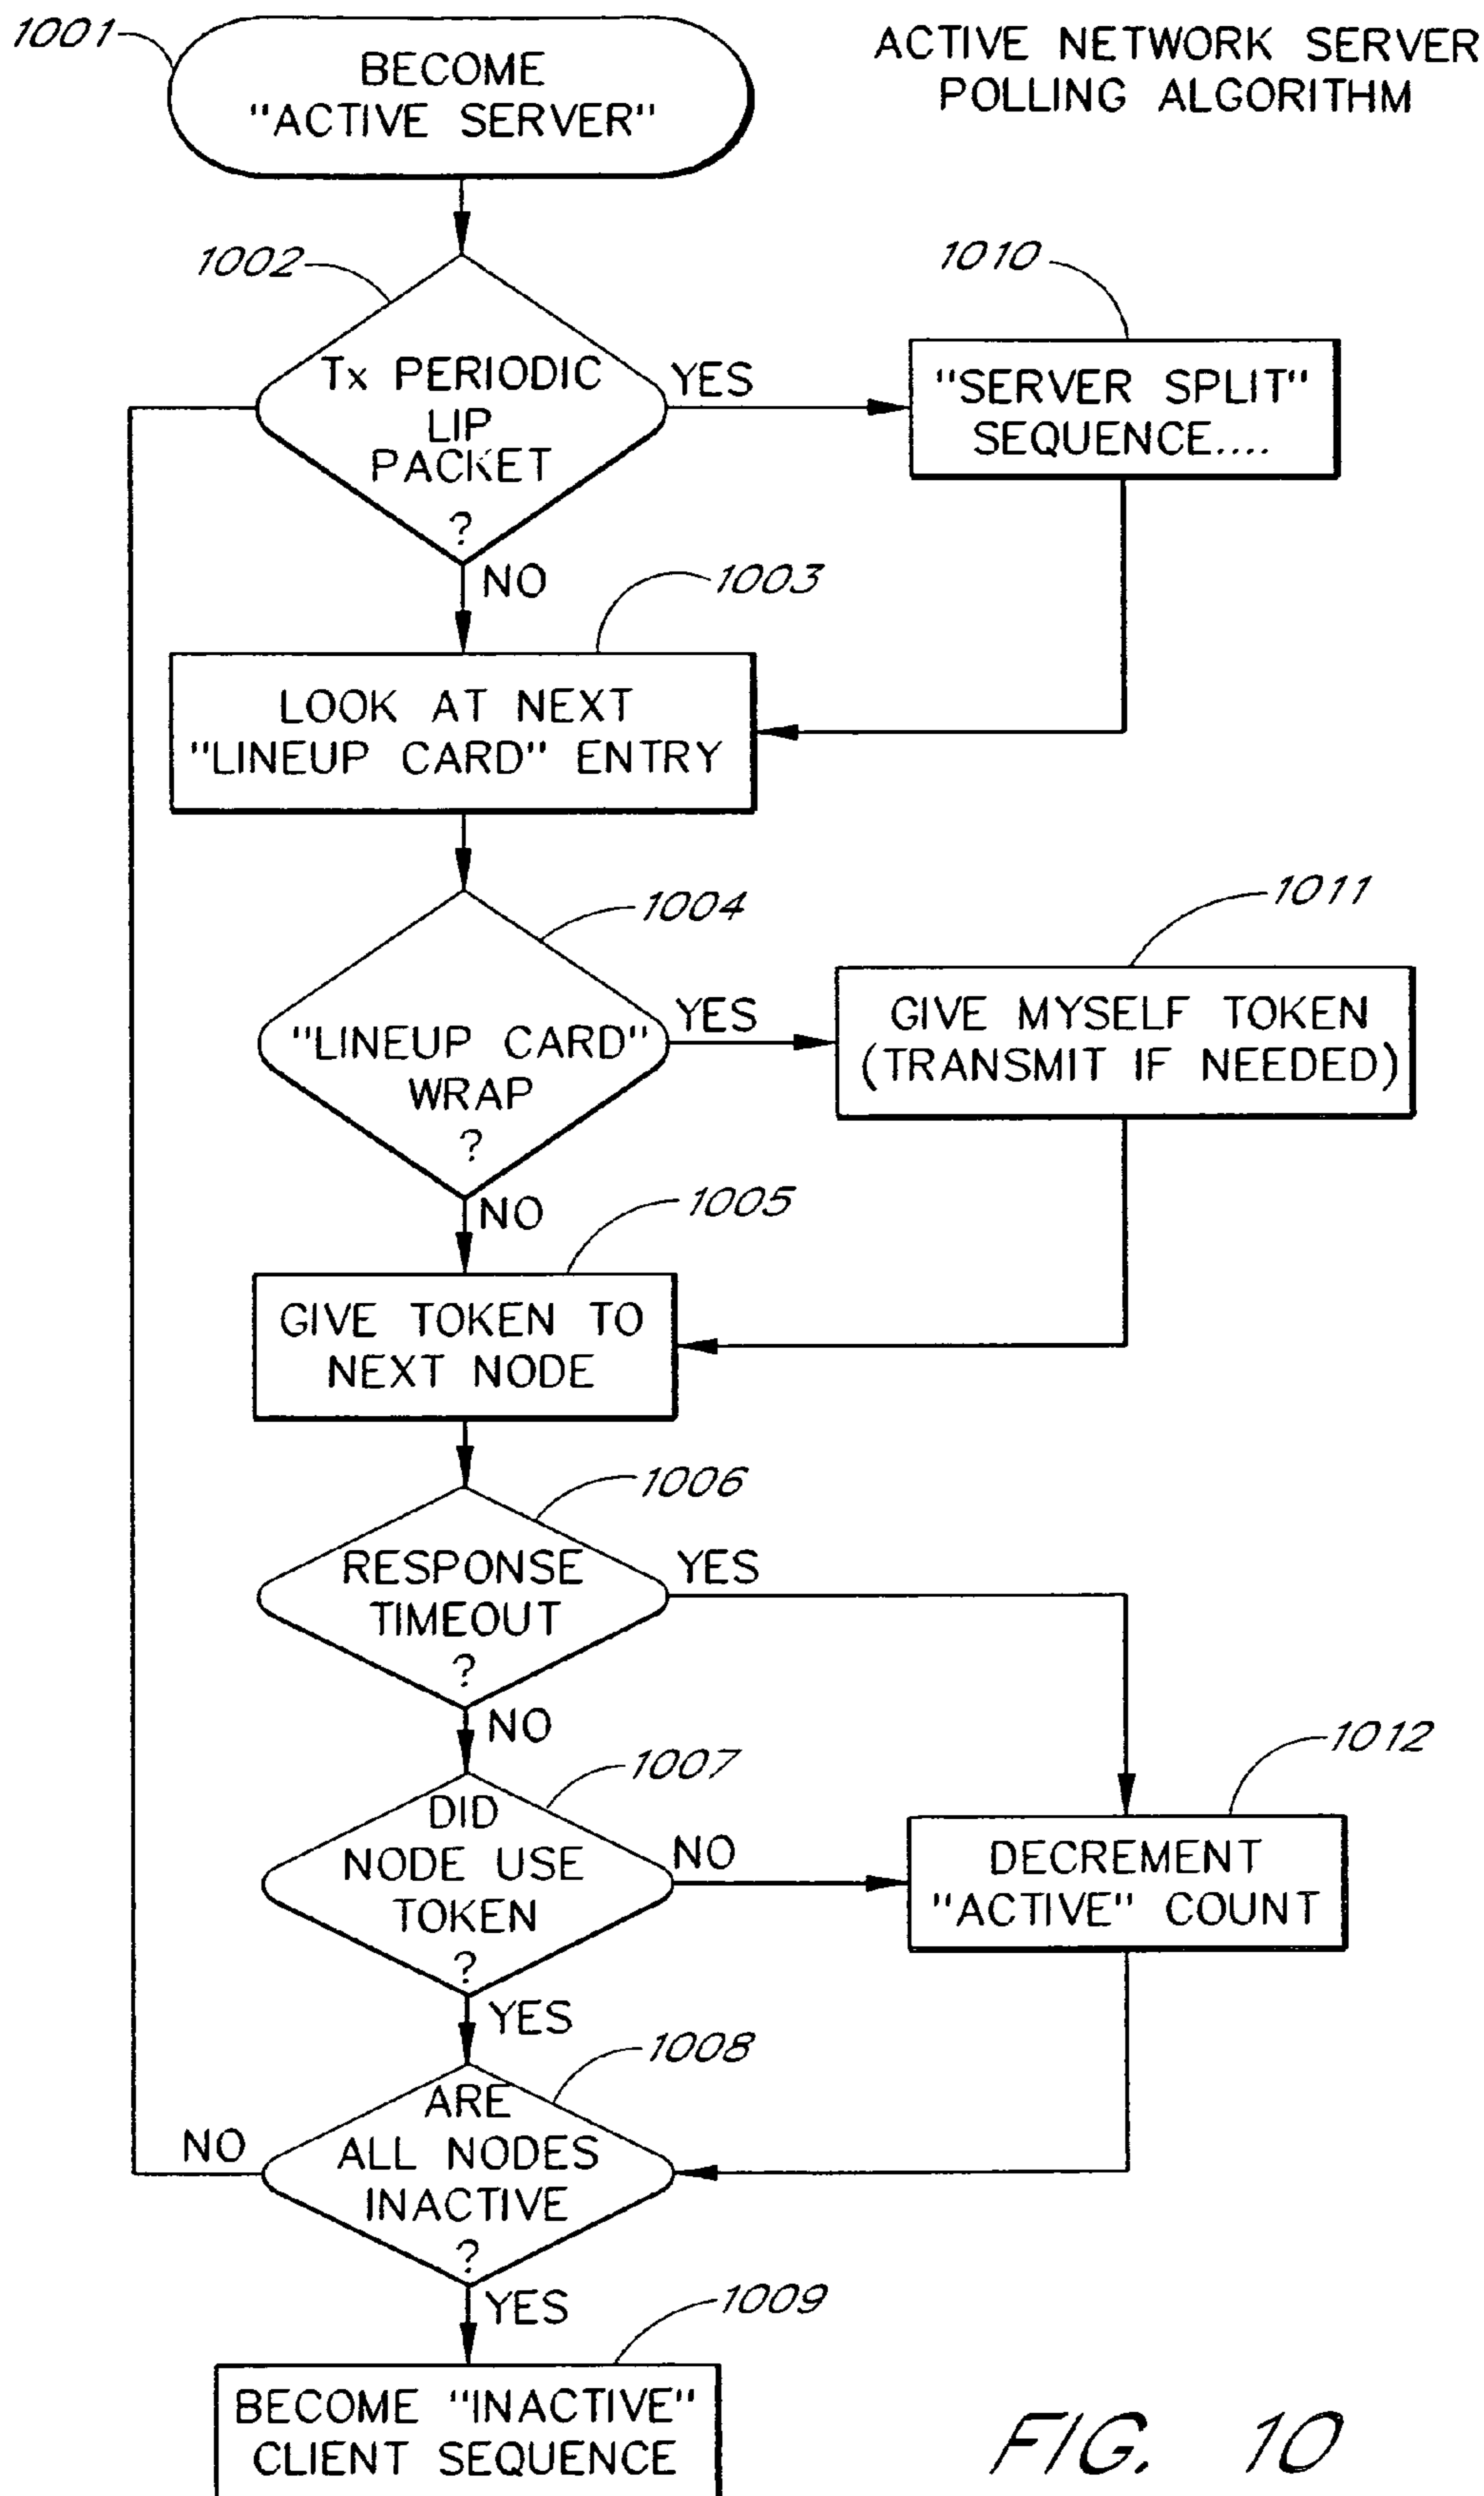 1001
BECOME
"ACTIVE SERVER"
ACTIVE NETWORK SERVER
POLLING ALGORITHM
1002
Tx PERIODIC
LIP
PACKET
?
YES
1010
"SERVER SPLIT"
SEQUENCE....
NO
1003
LOOK AT NEXT
"LINEUP CARD" ENTRY
1004
"LINEUP CARD"
WRAP
?
YES
1011
GIVE MYSELF TOKEN
(TRANSMIT IF NEEDED)
NO
1005
GIVE TOKEN TO
NEXT NODE
1006
RESPONSE
TIMEOUT
?
YES
NO
1007
DID
NODE USE
TOKEN
?
NO
1012
DECREMENT
"ACTIVE" COUNT
YES
1008
ARE
ALL NODES
INACTIVE
?
NO
YES
1009
BECOME "INACTIVE"
CLIENT SEQUENCE
FIG. 10